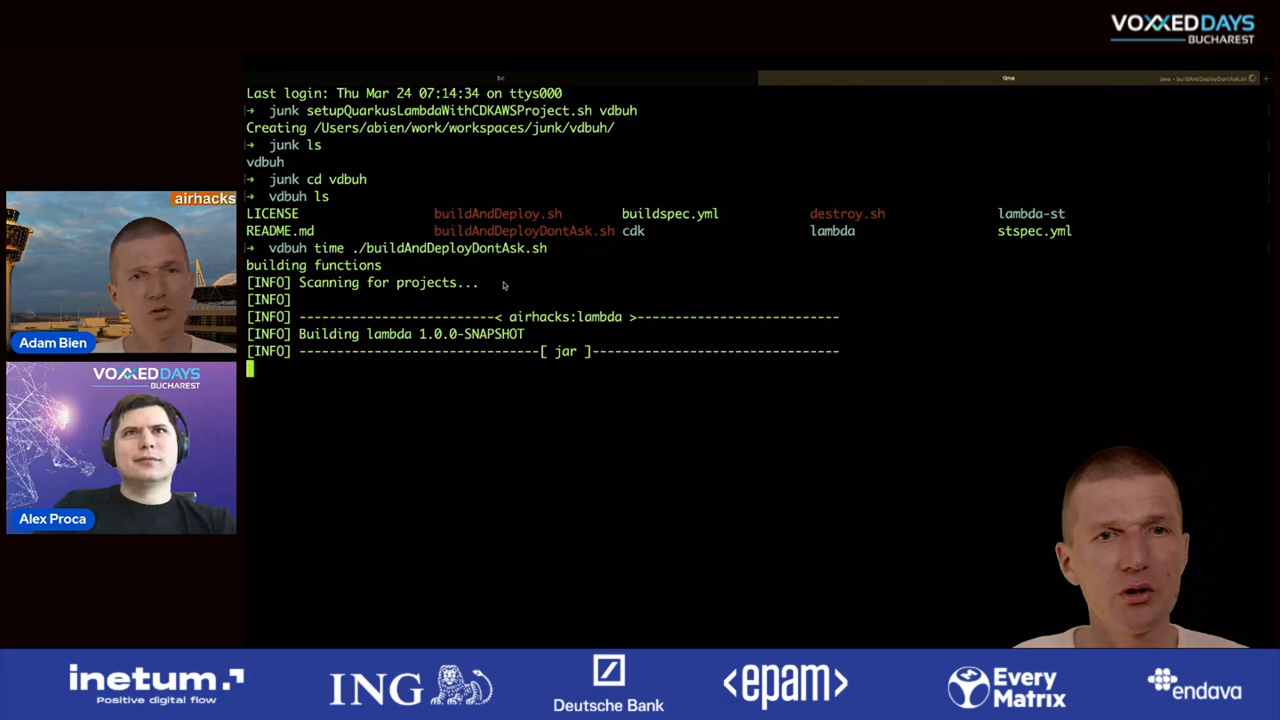 VOXXED DAYS
BUCHAREST
time
java - buildAndDeployDontAsk.sh
Last login: Thu Mar 24 07:14:34 on ttys000
➜ junk setupQuarkusLambdaWithCDKAWSProject.sh vdbuh
Creating /Users/abien/work/workspaces/junk/vdbuh/
➜ junk ls
vdbuh
➜ junk cd vdbuh
➜ vdbuh ls
LICENSE buildAndDeploy.sh buildspec.yml destroy.sh lambda-st
README.md buildAndDeployDontAsk.sh cdk lambda stspec.yml
➜ vdbuh time ./buildAndDeployDontAsk.sh
building functions
[INFO] Scanning for projects...
[INFO]
[INFO] --------------------------< airhacks:lambda >---------------------------
[INFO] Building lambda 1.0.0-SNAPSHOT
[INFO] --------------------------------[ jar ]---------------------------------
airhacks
Adam Bien
VOXXED DAYS
BUCHAREST
Alex Proca
inetum.
Positive digital flow
ING
Deutsche Bank
<epam>
Every
Matrix
endava